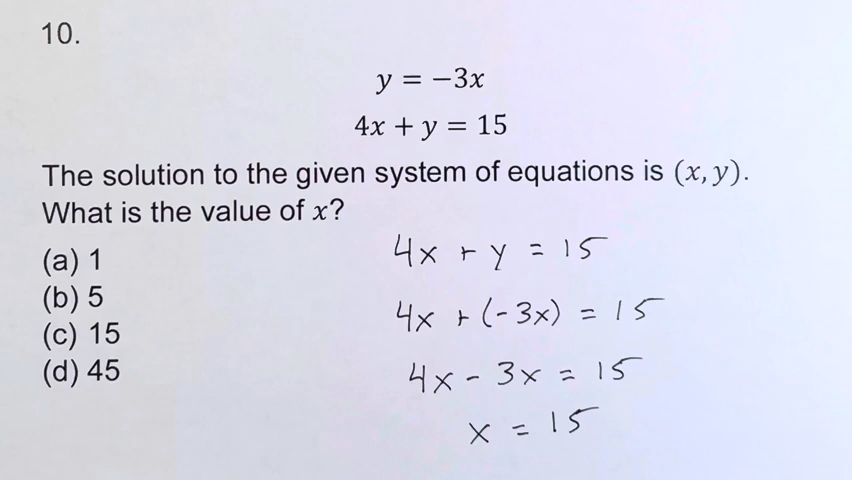 10.
y = −3x
4x + y = 15
The solution to the given system of equations is (x, y).
What is the value of x?
(a) 1
(b) 5
(c) 15
(d) 45
4x + y = 15
4x + (-3x) = 15
4x - 3x = 15
x = 15